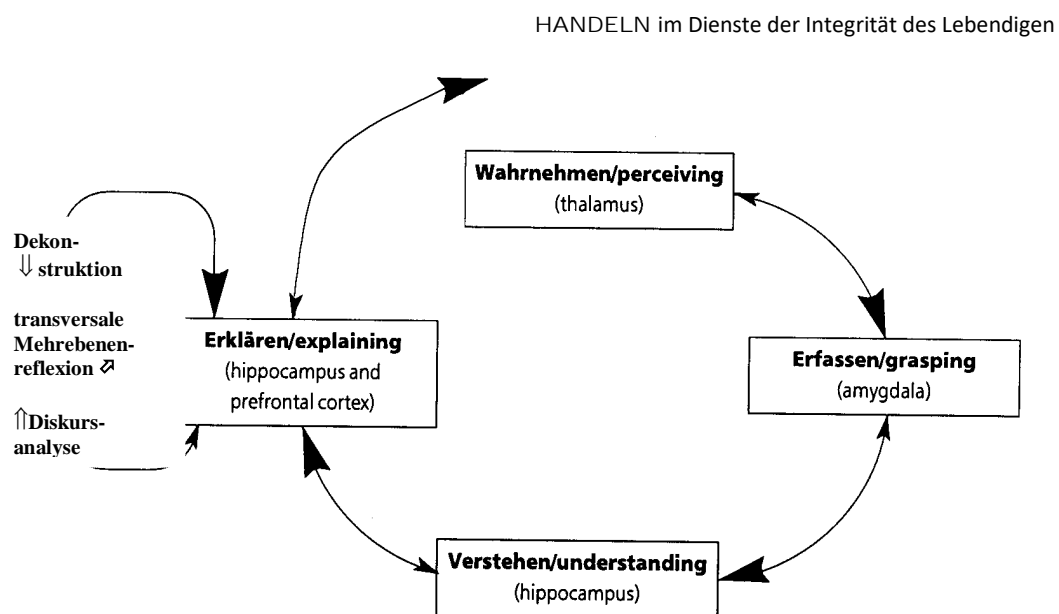 HANDELN im Dienste der Integrität des Lebendigen
Wahrnehmen/perceiving
(thalamus)
Dekon-
⇓ struktion
transversale
Mehrebenen-
reflexion ⬀
⇑Diskurs-
analyse
Erklären/explaining
(hippocampus and
prefrontal cortex)
Erfassen/grasping
(amygdala)
Verstehen/understanding
(hippocampus)